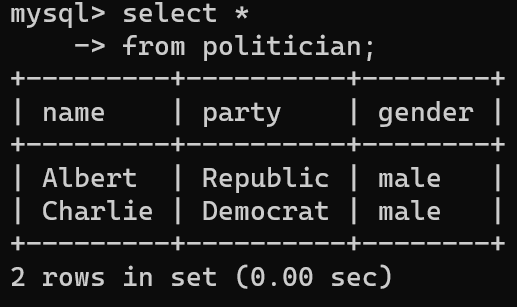 mysql> select *
    -> from politician;
+---------+----------+--------+
| name    | party    | gender |
+---------+----------+--------+
| Albert  | Republic | male   |
| Charlie | Democrat | male   |
+---------+----------+--------+
2 rows in set (0.00 sec)